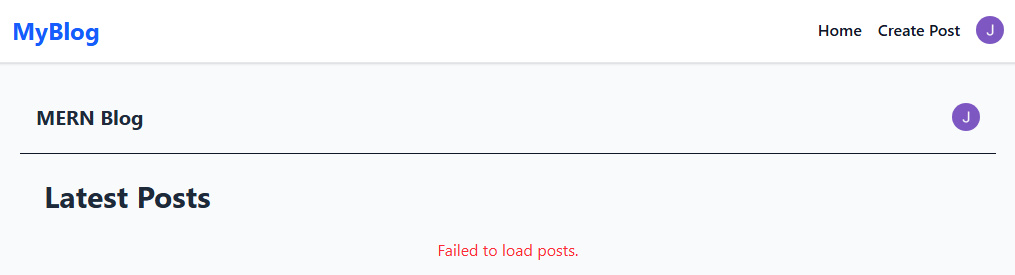 MyBlog Home Create Post J
MERN Blog J
Latest Posts
Failed to load posts.